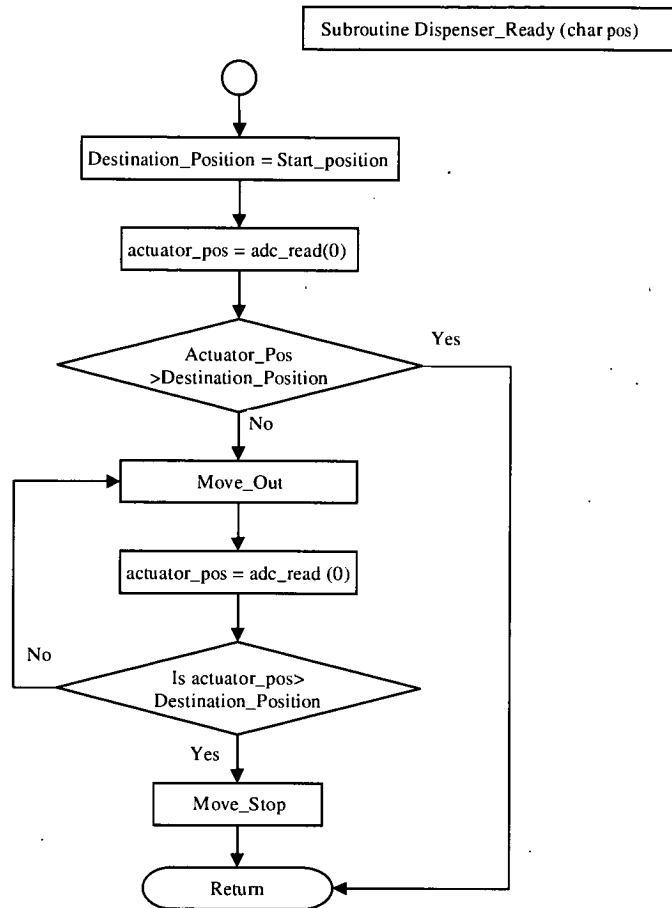 Subroutine Dispenser_Ready (char pos)
Destination_Position = Start_position
actuator_pos = adc_read(0)
Actuator_Pos
>Destination_Position
Yes
No
Move_Out
actuator_pos = adc_read (0)
No
Is actuator_pos>
Destination_Position
Yes
Move_Stop
Return